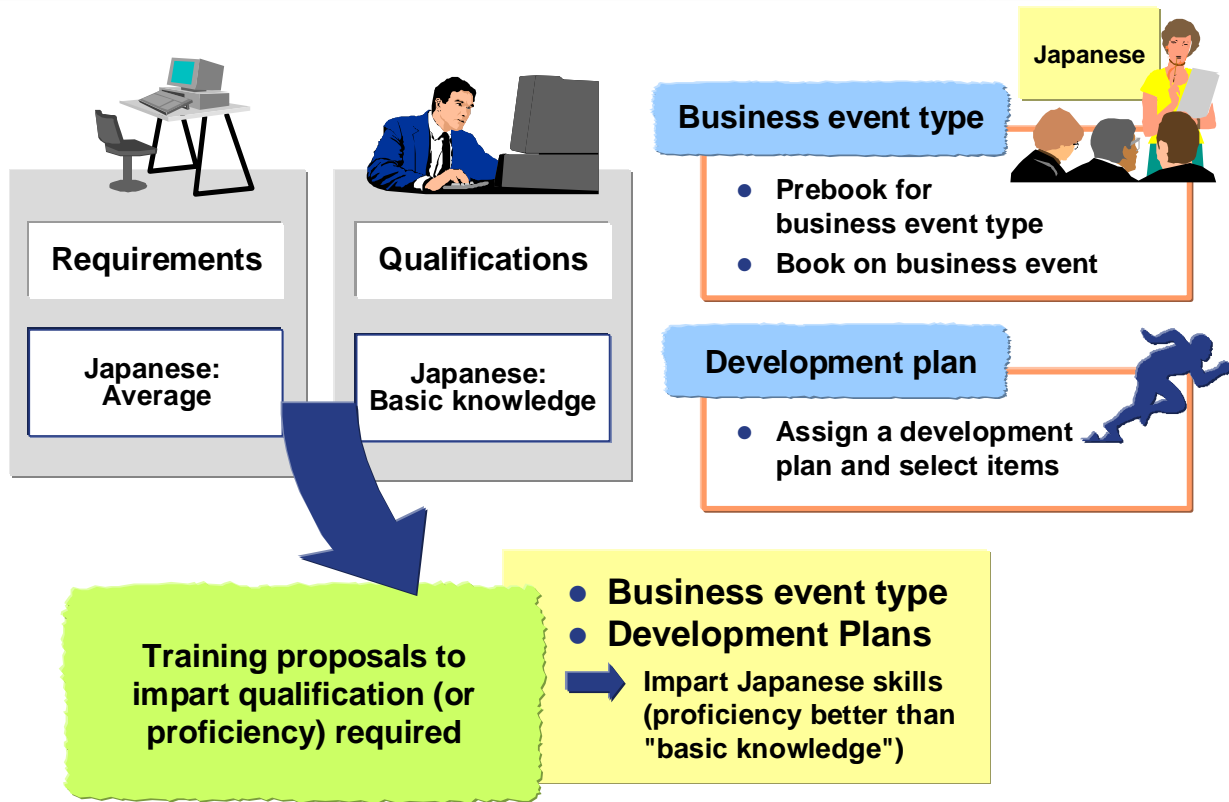 Requirements
Japanese:
Average
Qualifications
Japanese:
Basic knowledge
Japanese
Business event type
• Prebook for
business event type
• Book on business event
Development plan
• Assign a development
plan and select items
Training proposals to
impart qualification (or
proficiency) required
• Business event type
• Development Plans
Impart Japanese skills
(proficiency better than
"basic knowledge")